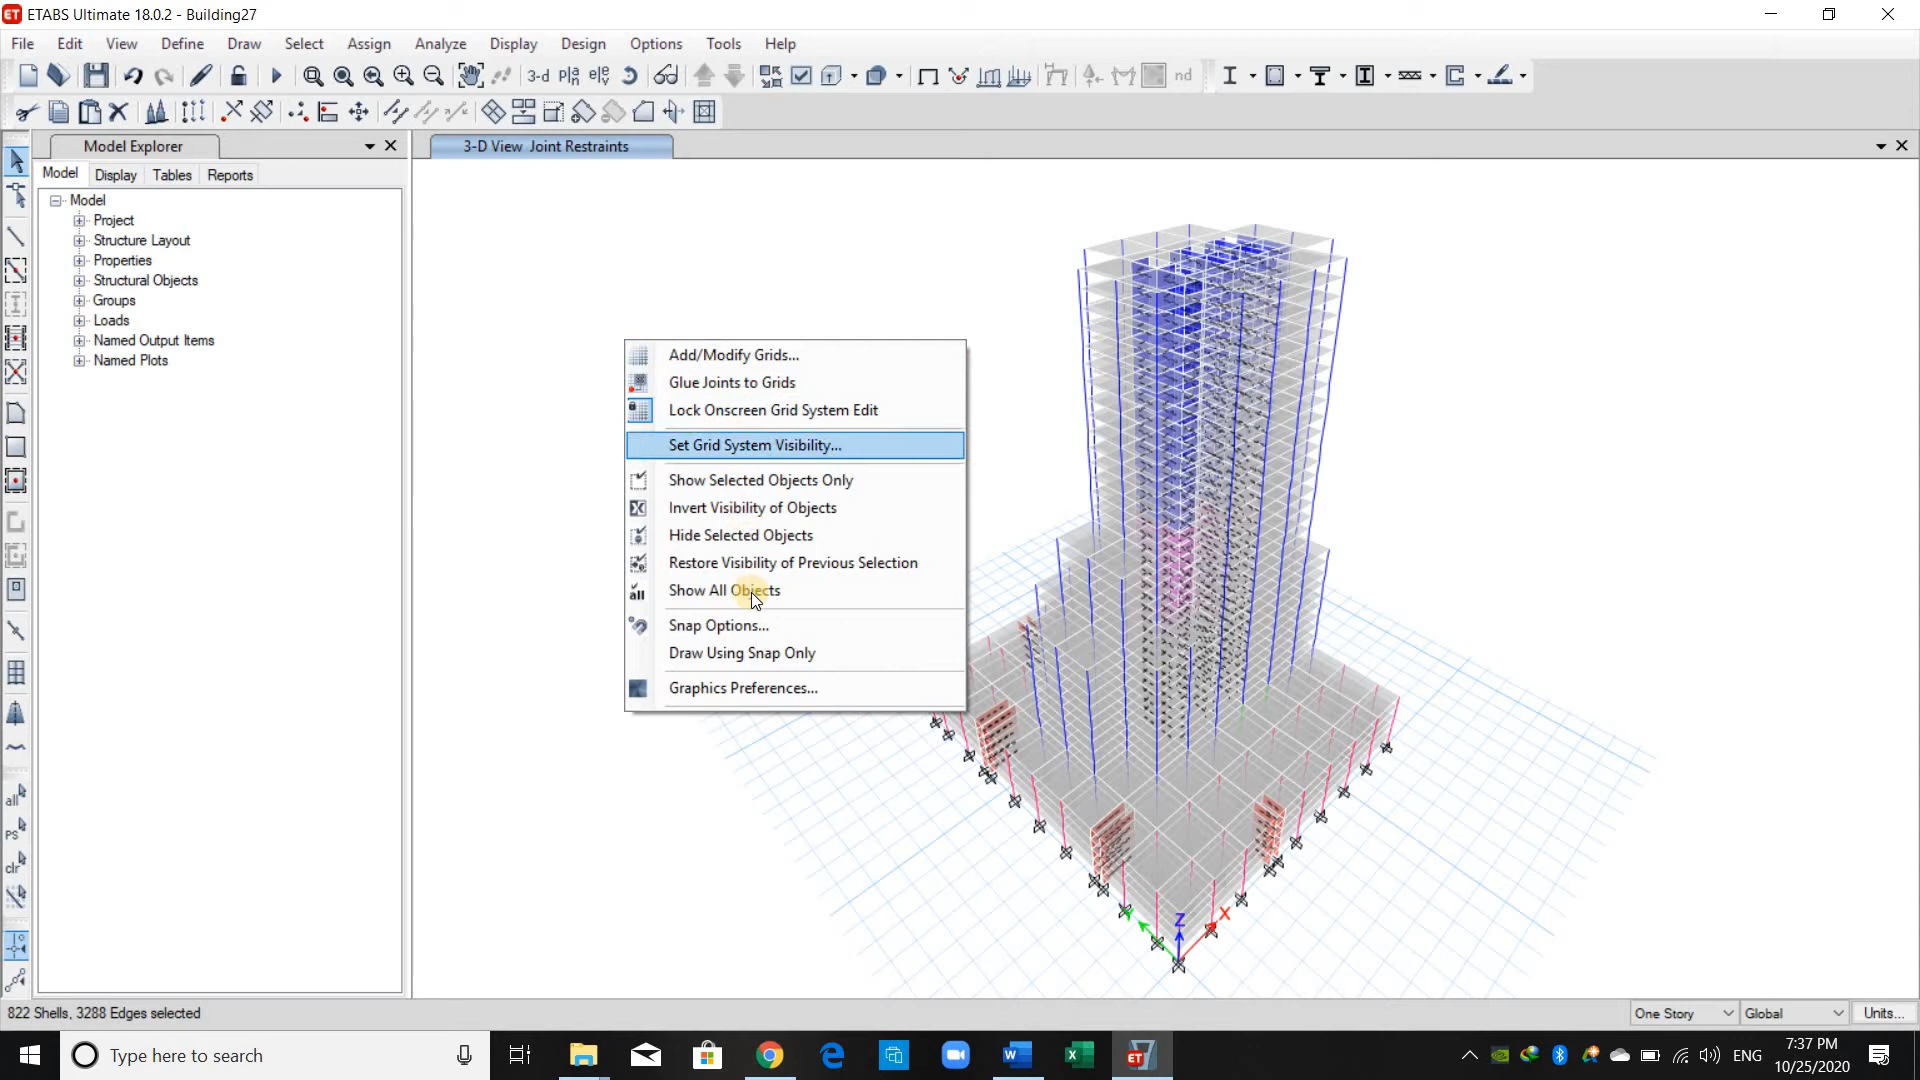 ETABS Ultimate 18.0.2 - Building27
File Edit View Define Draw Select Assign Analyze Display Design Options Tools Help
3-d
nd
Model Explorer
3-D View Joint Restraints
Model Display Tables Reports
Model
Project
Structure Layout
Properties
Structural Objects
Groups
Loads
Named Output Items
Named Plots
Add/Modify Grids...
Glue Joints to Grids
Lock Onscreen Grid System Edit
Set Grid System Visibility...
Show Selected Objects Only
Invert Visibility of Objects
Hide Selected Objects
Restore Visibility of Previous Selection
all Show All Objects
Snap Options...
Draw Using Snap Only
Graphics Preferences...
all
PS
clr
Z
X
Y
822 Shells, 3288 Edges selected
One Story
Global
Units...
Type here to search
ENG
7:37 PM
10/25/2020